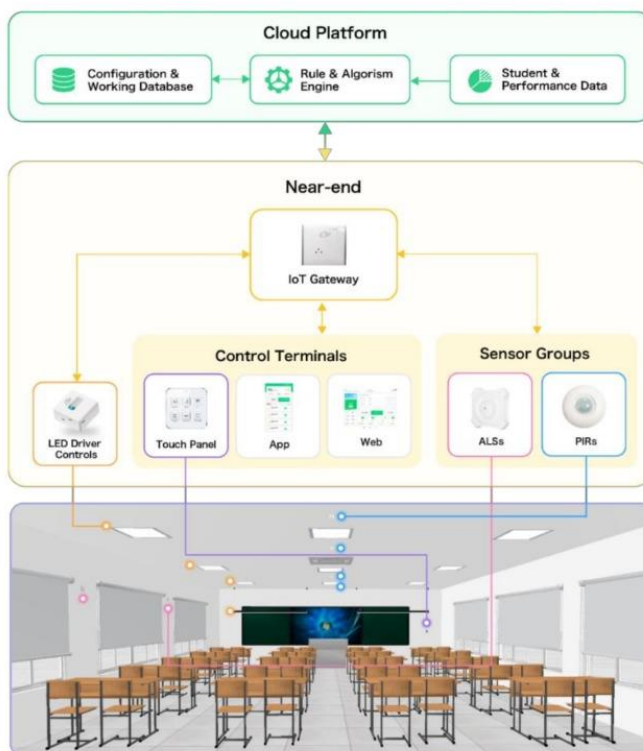 Cloud Platform
Configuration &
Working Database
Rule & Algorism
Engine
Student &
Performance Data
Near-end
IoT Gateway
Control Terminals
Sensor Groups
LED Driver
Controls
Touch Panel
App
Web
ALSs
PIRs